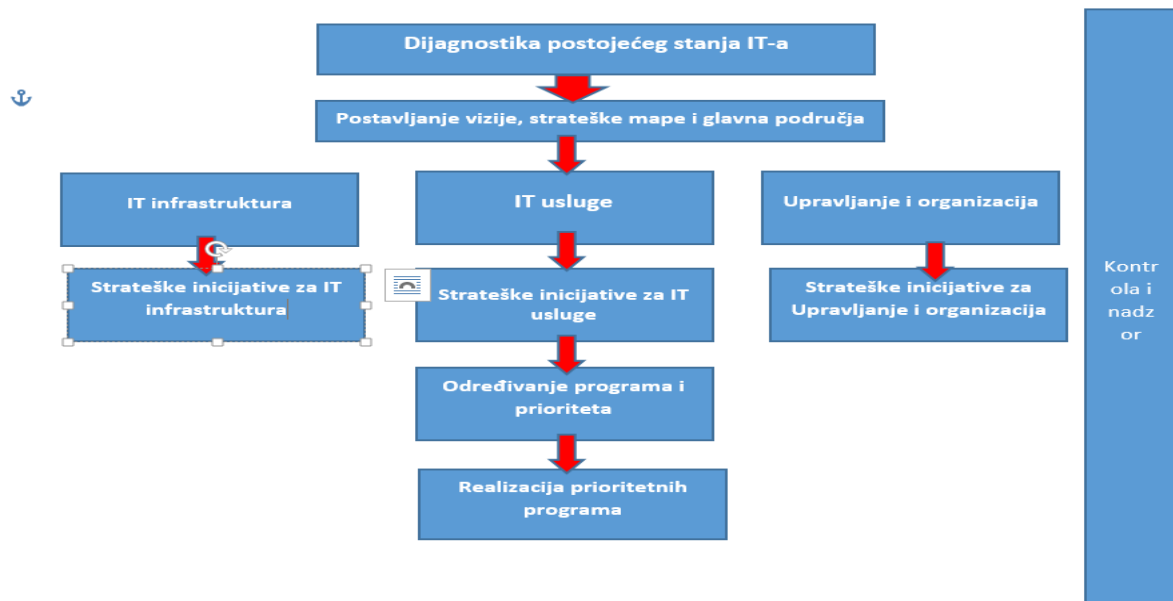 Dijagnostika postojećeg stanja IT-a
Postavljanje vizije, strateške mape i glavna područja
IT infrastruktura
IT usluge
Upravljanje i organizacija
Strateške inicijative za IT
infrastruktura
Strateške inicijative za IT
usluge
Strateške inicijative za
Upravljanje i organizacija
Određivanje programa i
prioriteta
Realizacija prioritetnih
programa
Kontr
ola i
nadz
or